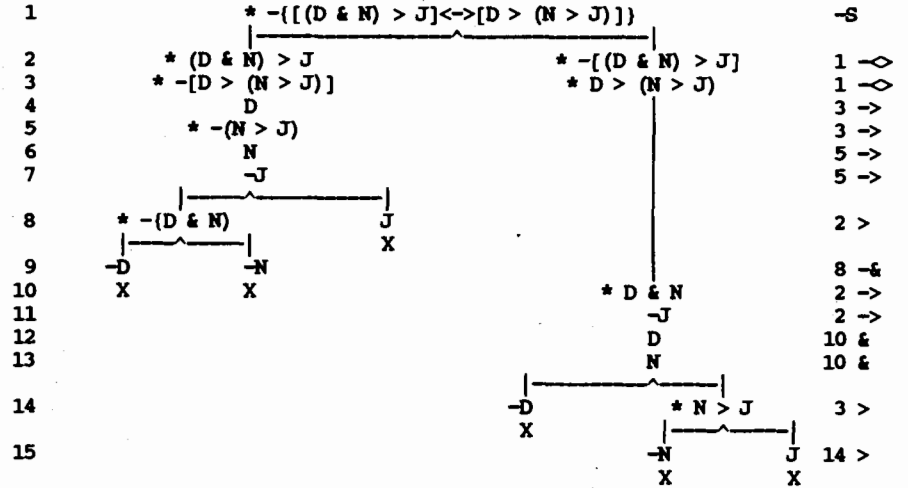 1 * -{[(D & N) > J]<->[D > (N > J)]} -S
2 * (D & N) > J * -[(D & N) > J] 1 -<>
3 * -[D > (N > J)] * D > (N > J) 1 -<>
4 D 3 ->
5 * -(N > J) 3 ->
6 N 5 ->
7 -J 5 ->
8 * -(D & N) J 2 >
X
9 -D -N 8 -&
10 X X * D & N 2 ->
11 -J 2 ->
12 D 10 &
13 N 10 &
14 -D * N > J 3 >
X
15 -N J 14 >
X X